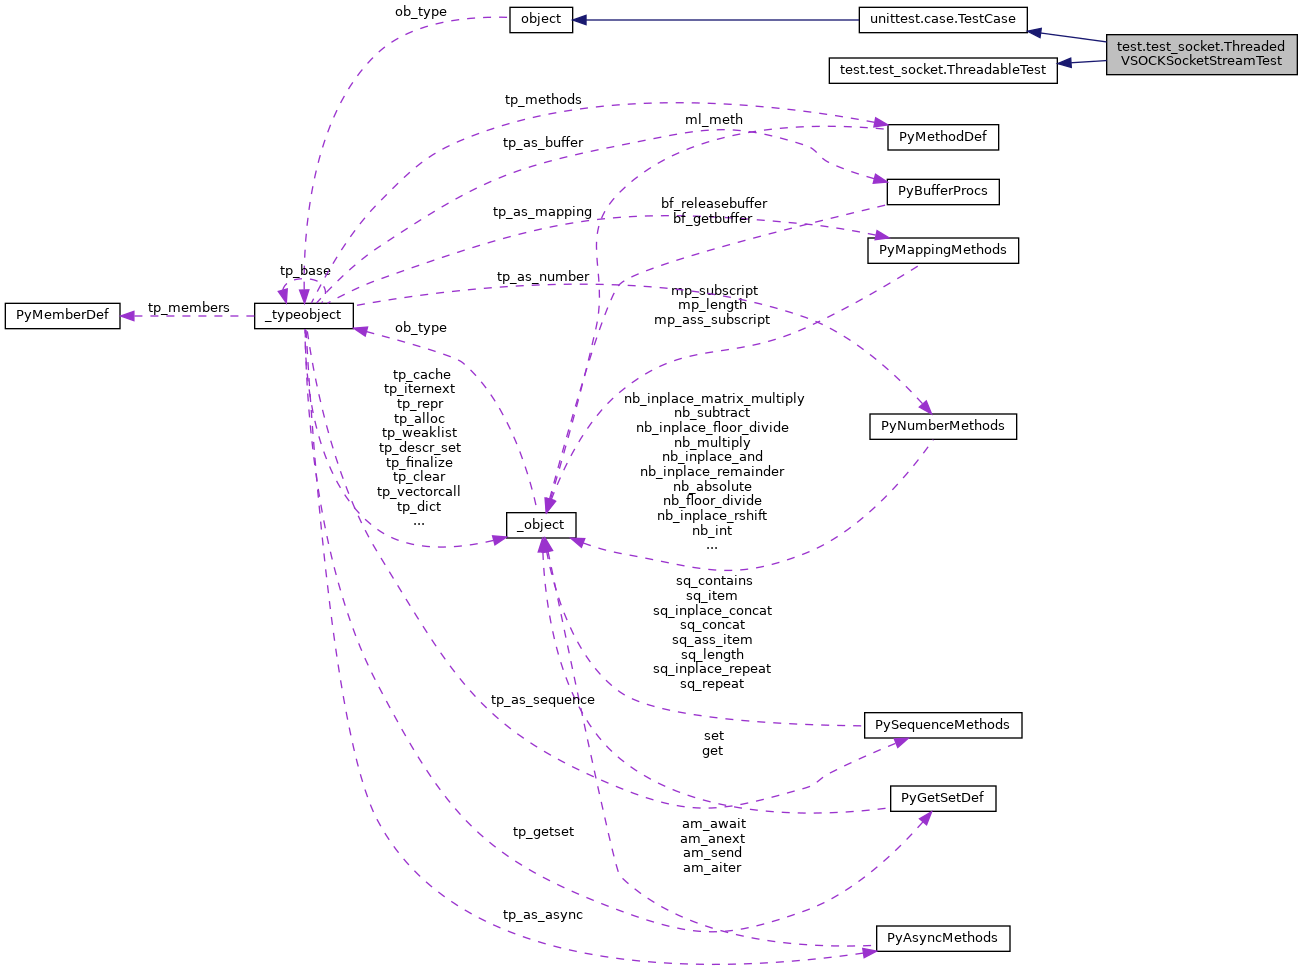 ob_type
object
unittest.case.TestCase
test.test_socket.Threaded
VSOCKSocketStreamTest
test.test_socket.ThreadableTest
tp_methods
ml_meth
PyMethodDef
tp_as_buffer
PyBufferProcs
tp_as_mapping
bf_releasebuffer
bf_getbuffer
PyMappingMethods
tp_base
tp_as_number
mp_subscript
mp_length
mp_ass_subscript
PyMemberDef
tp_members
_typeobject
ob_type
tp_cache
tp_iternext
tp_repr
tp_alloc
tp_weaklist
tp_descr_set
tp_finalize
tp_clear
tp_vectorcall
tp_dict
...
nb_inplace_matrix_multiply
nb_subtract
nb_inplace_floor_divide
nb_multiply
nb_inplace_and
nb_inplace_remainder
nb_absolute
nb_floor_divide
nb_inplace_rshift
nb_int
...
PyNumberMethods
_object
sq_contains
sq_item
sq_inplace_concat
sq_concat
sq_ass_item
sq_length
sq_inplace_repeat
sq_repeat
tp_as_sequence
PySequenceMethods
set
get
PyGetSetDef
tp_getset
am_await
am_anext
am_send
am_aiter
tp_as_async
PyAsyncMethods